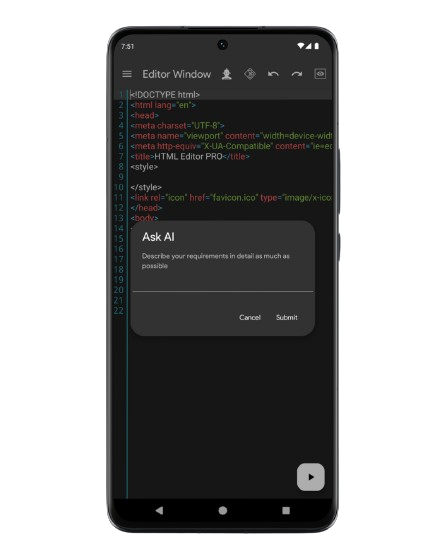 7:51
Editor Window
1 <!DOCTYPE html>
2 <html lang="en">
3 <head>
4 <meta charset="UTF-8">
5 <meta name="viewport" content="width=device-widt
6 <meta http-equiv="X-UA-Compatible" content="ie=ed
7 <title>HTML Editor PRO</title>
8 <style>
9
10 </style>
11 <link rel="icon" href="favicon.ico" type="image/x-ico
12 </head>
13 <body>
14
15
16
17
18
19
20
21
22
Ask AI
Describe your requirements in detail as much as
possible
Cancel Submit